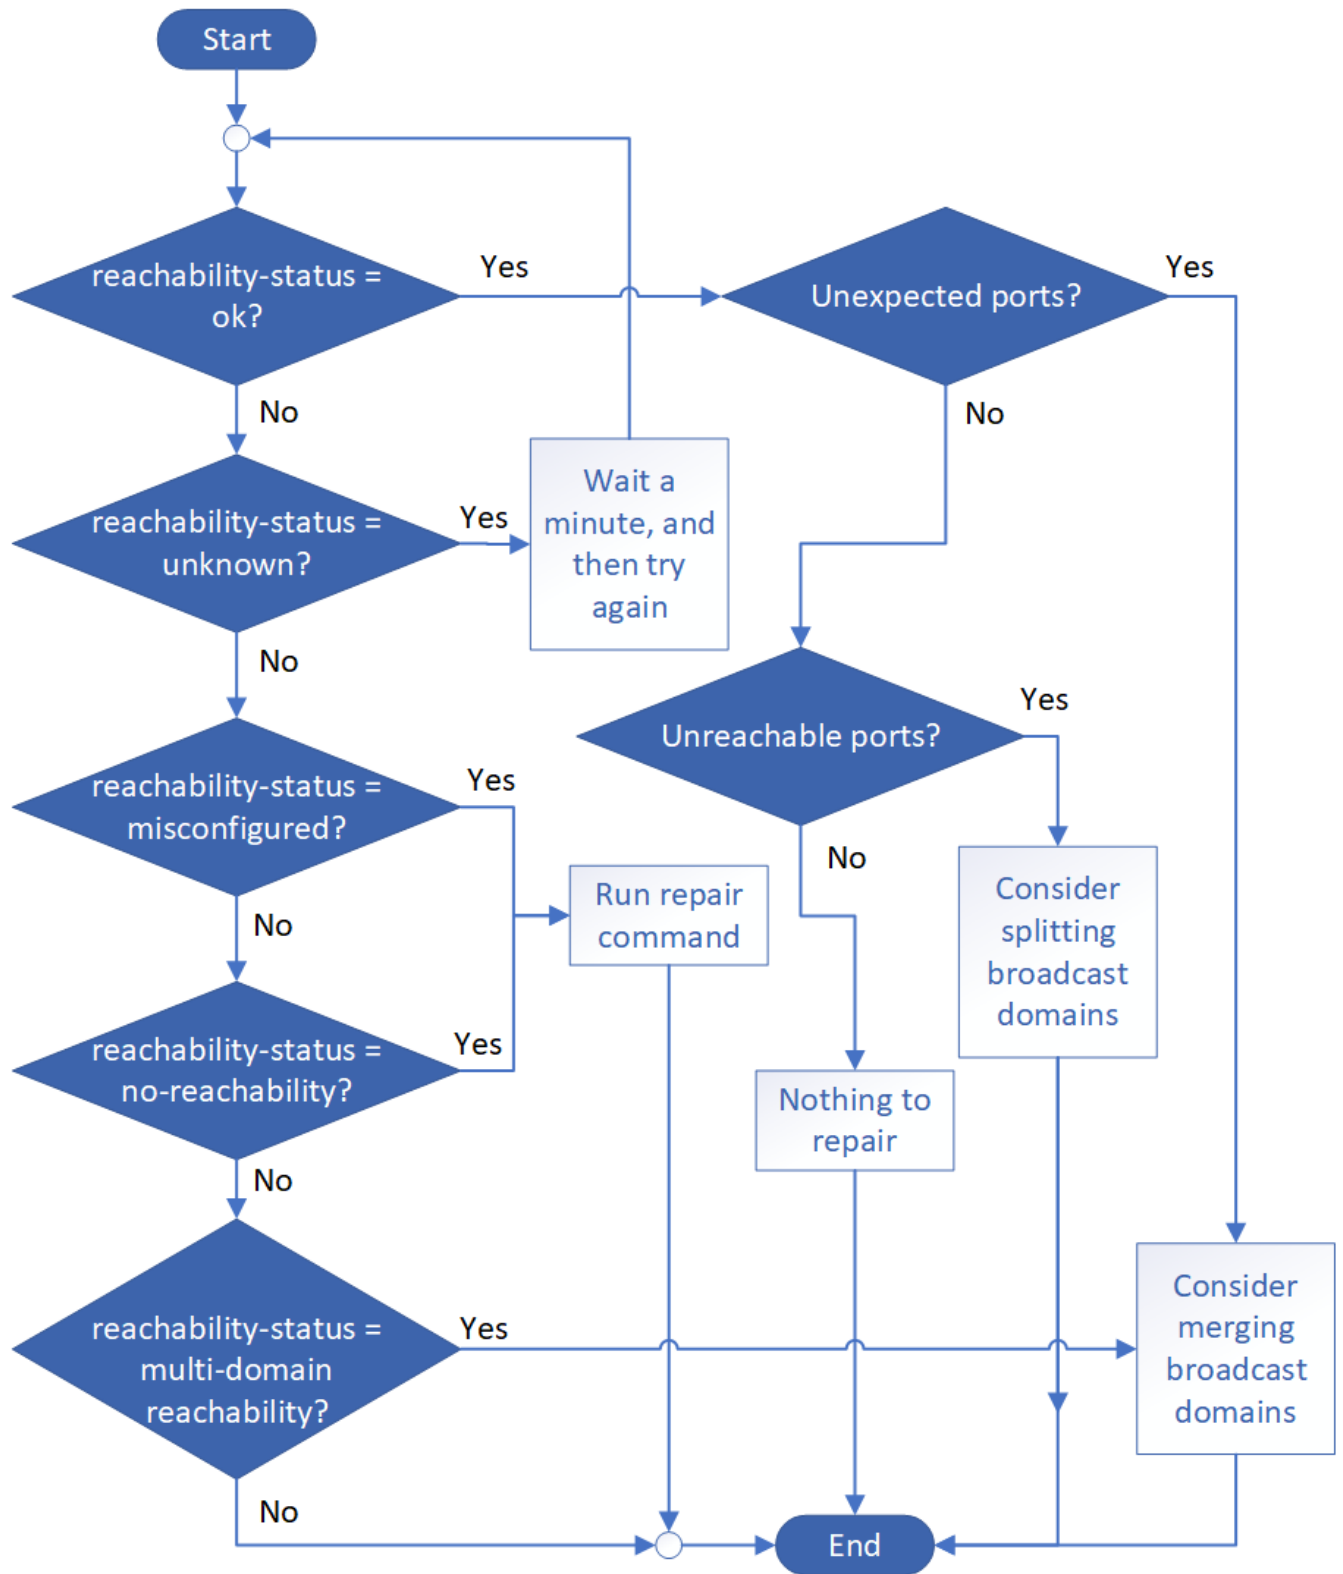 Start
reachability-status =
ok?
Yes
Unexpected ports?
Yes
No
No
Wait a
minute, and
then try
again
reachability-status =
unknown?
Yes
No
Unreachable ports?
Yes
reachability-status =
misconfigured?
Yes
No
Run repair
command
Consider
splitting
broadcast
domains
No
reachability-status =
no-reachability?
Yes
Nothing to
repair
No
reachability-status =
multi-domain
reachability?
Yes
Consider
merging
broadcast
domains
No
End